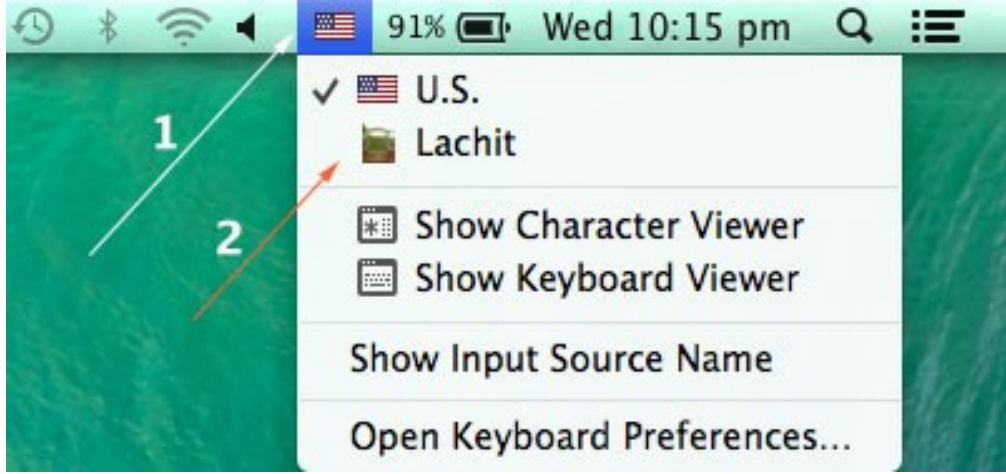 91% Wed 10:15 pm
1
U.S.
Lachit
2
Show Character Viewer
Show Keyboard Viewer
Show Input Source Name
Open Keyboard Preferences...